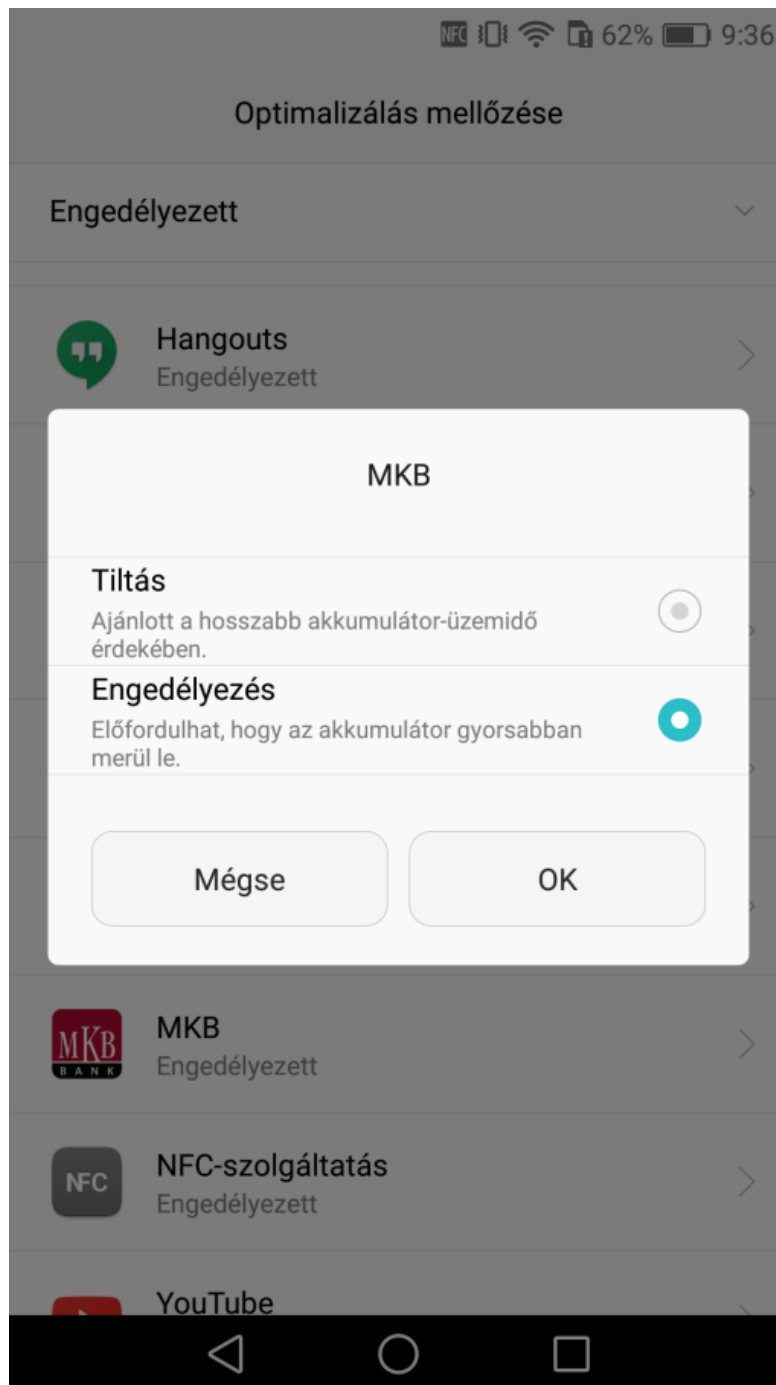 NFC 62% 9:36
Optimalizálás mellőzése
Engedélyezett
Hangouts
Engedélyezett
MKB
Tiltás
Ajánlott a hosszabb akkumulátor-üzemidő
érdekében.
Engedélyezés
Előfordulhat, hogy az akkumulátor gyorsabban
merül le.
Mégse OK
MKB
BANK
MKB
Engedélyezett
NFC
NFC-szolgáltatás
Engedélyezett
YouTube